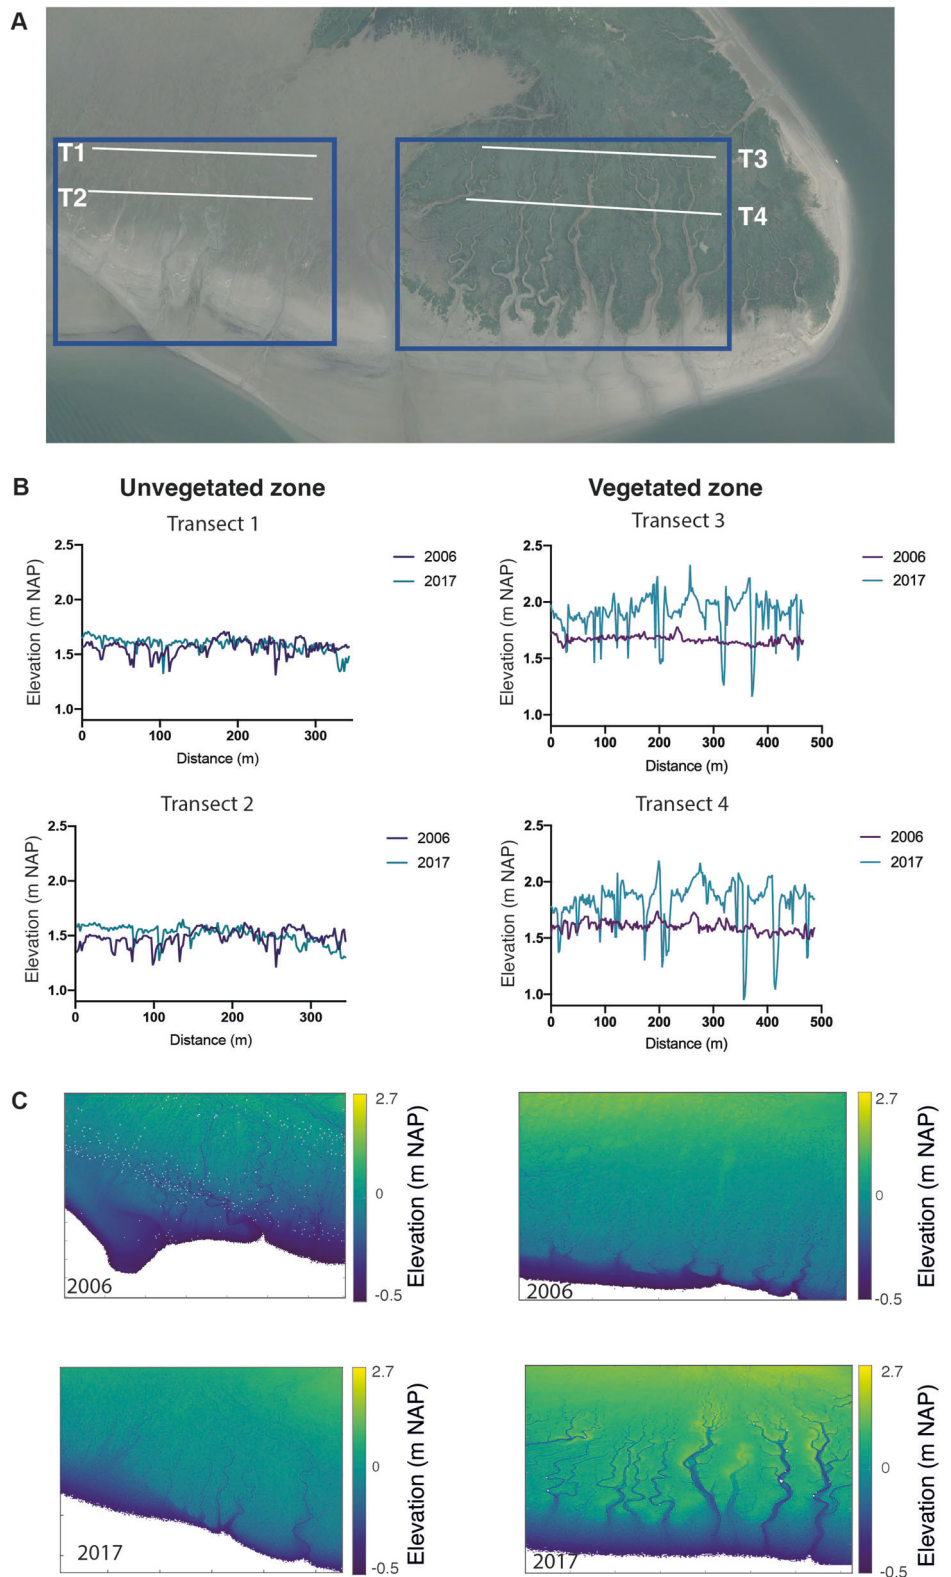 A
T1
T2
T3
T4
B
Unvegetated zone
Vegetated zone
Transect 1
2.5
2.0
1.5
1.0
Elevation (m NAP)
0 100 200 300
Distance (m)
2006
2017
Transect 3
2.5
2.0
1.5
1.0
Elevation (m NAP)
0 100 200 300 400 500
Distance (m)
2006
2017
Transect 2
2.5
2.0
1.5
1.0
Elevation (m NAP)
0 100 200 300
Distance (m)
2006
2017
Transect 4
2.5
2.0
1.5
1.0
Elevation (m NAP)
0 100 200 300 400 500
Distance (m)
2006
2017
C
2006
2.7
0
-0.5
Elevation (m NAP)
2006
2.7
0
-0.5
Elevation (m NAP)
2017
2.7
0
-0.5
Elevation (m NAP)
2017
2.7
0
-0.5
Elevation (m NAP)